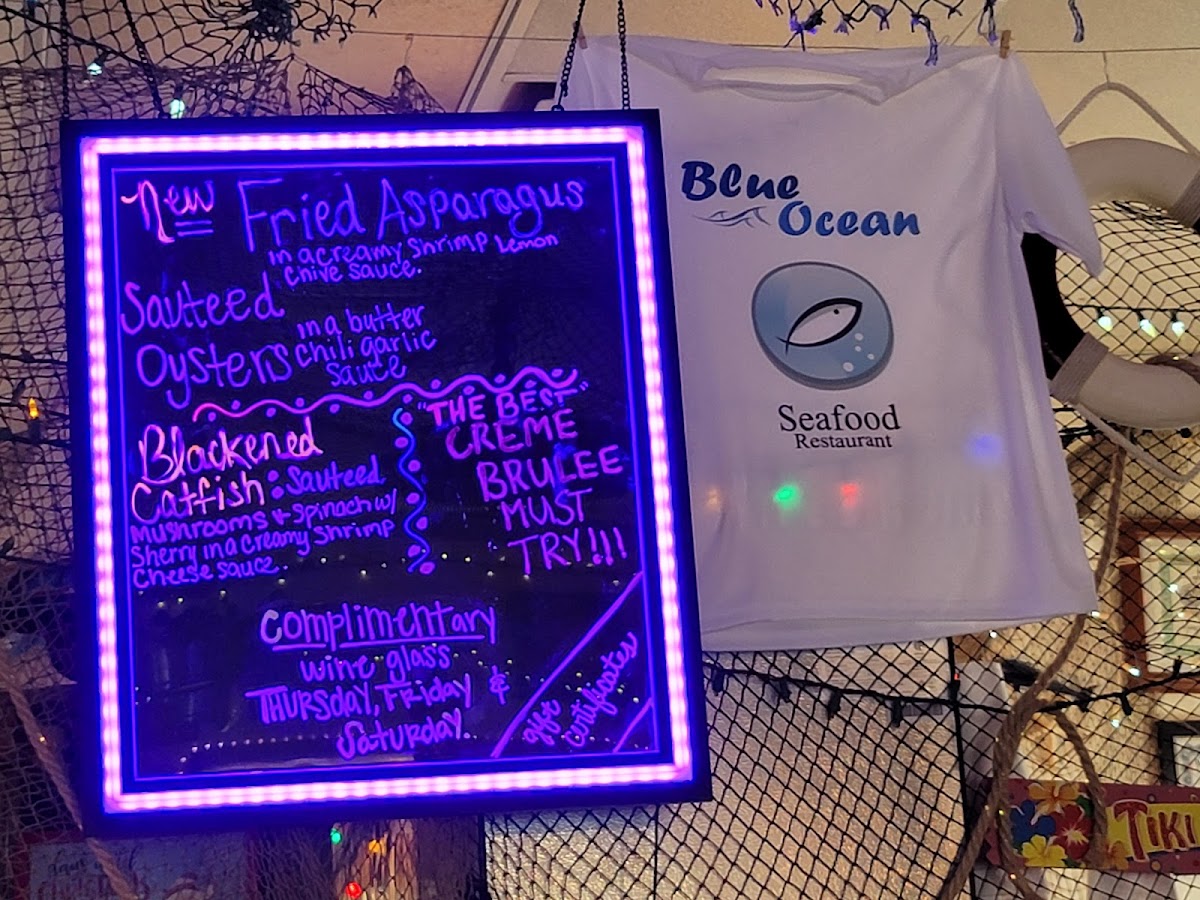 New Fried Asparagus
in a creamy shrimp Lemon
chive sauce.
Sauteed
Oysters
in a butter
chili garlic
sauce
Blackened
Catfish: Sauteed
Mushrooms & Spinach w/
Sherry in a creamy shrimp
cheese sauce.
"THE BEST"
CREME
BRULEE
MUST
TRY!!!
Complimentary
wine glass
THURSDAY, Friday &
Saturday.
gift
certificates
Blue
Ocean
Seafood
Restaurant
TIKI